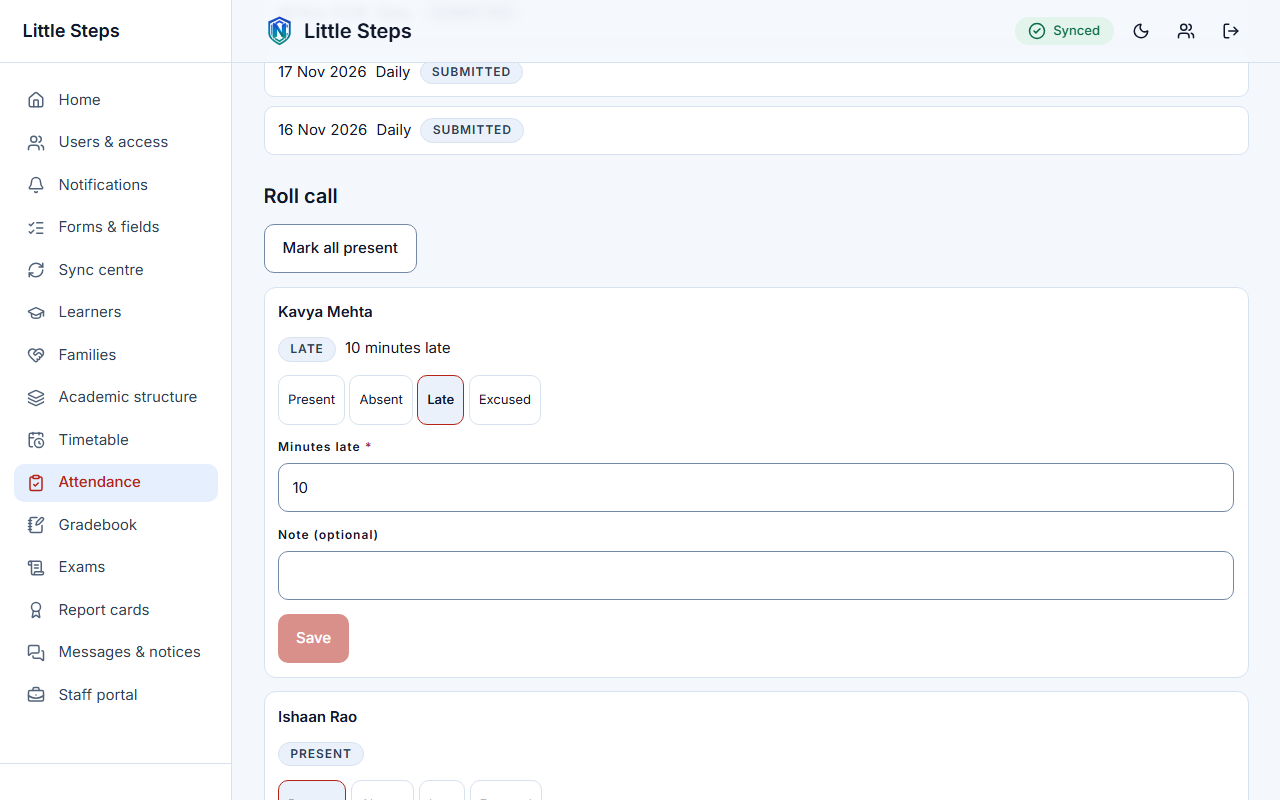 Little Steps
Little Steps
Synced
Home
Users & access
Notifications
Forms & fields
Sync centre
Learners
Families
Academic structure
Timetable
Attendance
Gradebook
Exams
Report cards
Messages & notices
Staff portal
17 Nov 2026 Daily SUBMITTED
16 Nov 2026 Daily SUBMITTED
Roll call
Mark all present
Kavya Mehta
LATE 10 minutes late
Present Absent Late Excused
Minutes late *
10
Note (optional)
Save
Ishaan Rao
PRESENT